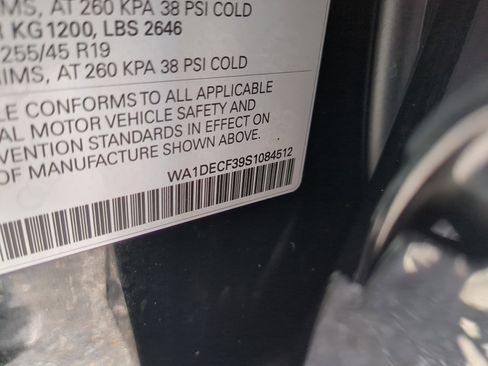 IMS, AT 260 KPA 38 PSI COLD
R KG 1200, LBS 2646
255/45 R19
IMS, AT 260 KPA 38 PSI COLD
LE CONFORMS TO ALL APPLICABLE
AL MOTOR VEHICLE SAFETY AND
VENTION STANDARDS IN EFFECT ON
OF MANUFACTURE SHOWN ABOVE.
WA1DECF39S1084512